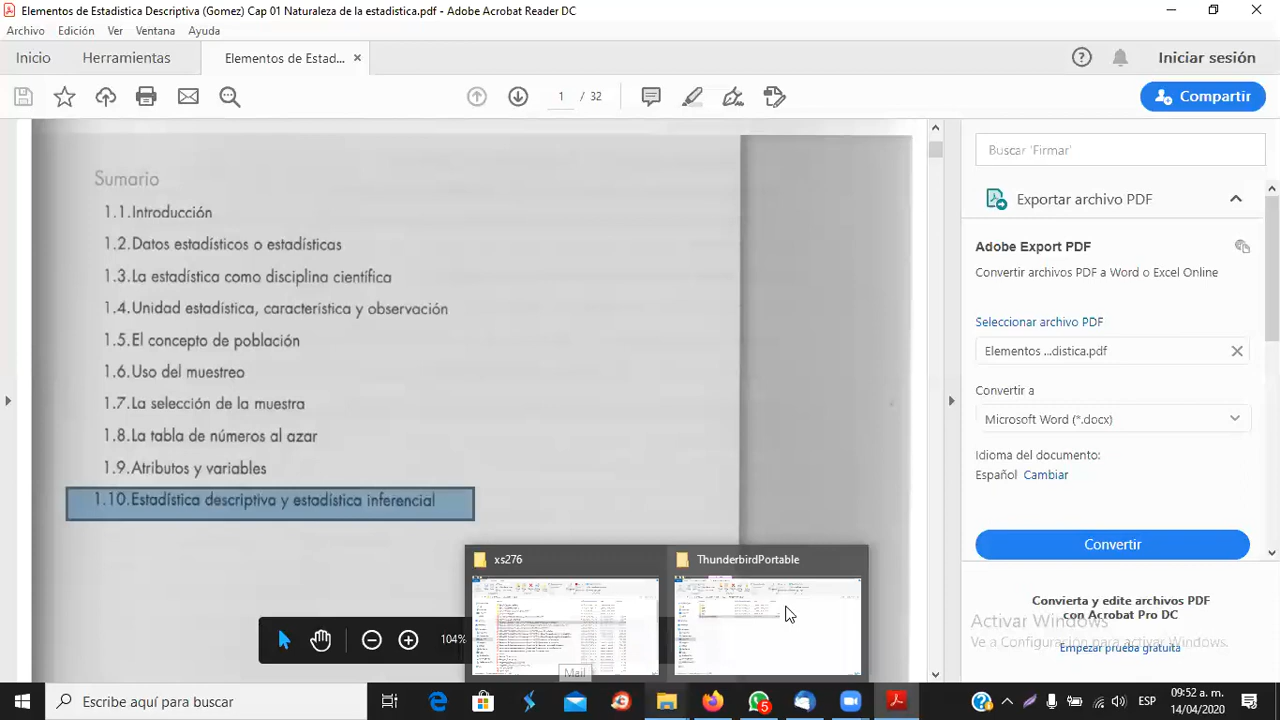 Elementos de Estadistica Descriptiva (Gomez) Cap 01 Naturaleza de la estadistica.pdf - Adobe Acrobat Reader DC
Archivo Edición Ver Ventana Ayuda
Inicio Herramientas Elementos de Estad... Iniciar sesión
1 / 32 Compartir
Buscar 'Firmar'
Sumario
1.1.Introducción
1.2.Datos estadísticos o estadísticas
1.3.La estadística como disciplina científica
1.4.Unidad estadística, característica y observación
1.5.El concepto de población
1.6.Uso del muestreo
1.7.La selección de la muestra
1.8.La tabla de números al azar
1.9.Atributos y variables
1.10.Estadística descriptiva y estadística inferencial
Exportar archivo PDF
Adobe Export PDF
Convertir archivos PDF a Word o Excel Online
Seleccionar archivo PDF
Elementos ...distica.pdf
Convertir a
Microsoft Word (*.docx)
Idioma del documento:
Español Cambiar
Convertir
Convierta y edite archivos PDF
con Acrobat Pro DC
Activar Windows
Empezar prueba gratuita
xs276 ThunderbirdPortable
104%
Mail
Escribe aquí para buscar
5
ESP
09:52 a. m.
14/04/2020